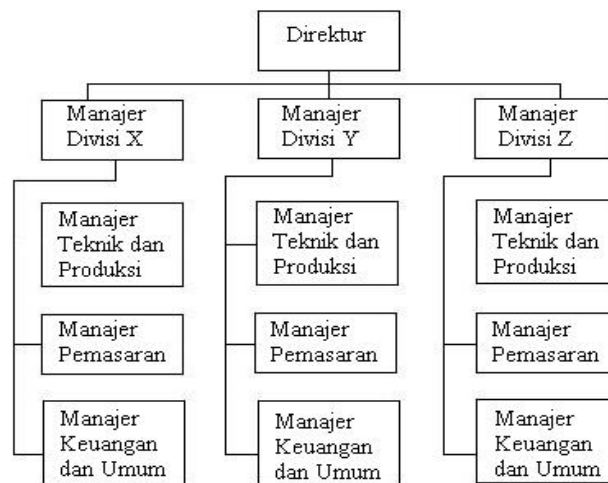 Direktur
Manajer
Divisi X
Manajer
Divisi Y
Manajer
Divisi Z
Manajer
Teknik dan
Produksi
Manajer
Teknik dan
Produksi
Manajer
Teknik dan
Produksi
Manajer
Pemasaran
Manajer
Pemasaran
Manajer
Pemasaran
Manajer
Keuangan
dan Umum
Manajer
Keuangan
dan Umum
Manajer
Keuangan
dan Umum